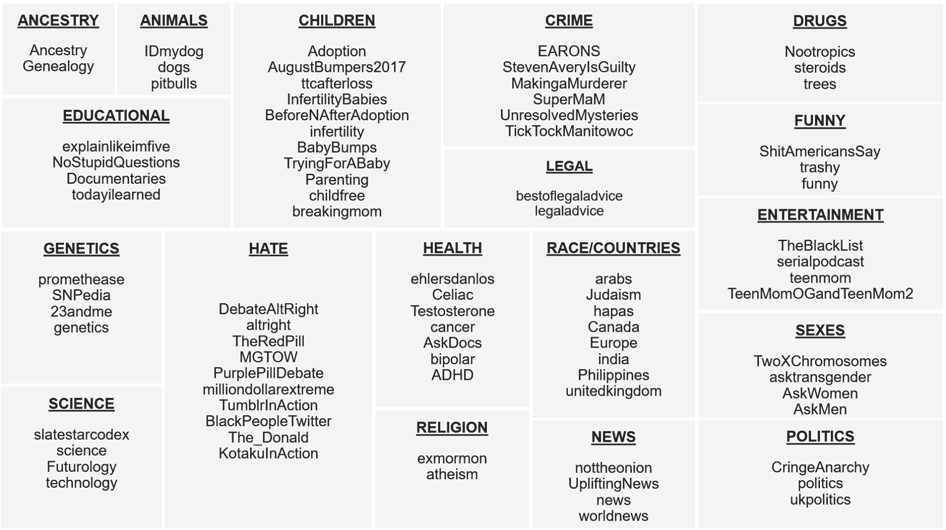 ANCESTRY
Ancestry
Genealogy
ANIMALS
IDmydog
dogs
pitbulls
CHILDREN
Adoption
AugustBumpers2017
ttcafterloss
InfertilityBabies
BeforeNAfterAdoption
infertility
BabyBumps
TryingForABaby
Parenting
childfree
breakingmom
CRIME
EARONS
StevenAveryIsGuilty
MakingaMurderer
SuperMaM
UnresolvedMysteries
TickTockManitowoc
DRUGS
Nootropics
steroids
trees
EDUCATIONAL
explainlikeimfive
NoStupidQuestions
Documentaries
todayilearned
LEGAL
bestoflegaladvice
legaladvice
FUNNY
ShitAmericansSay
trashy
funny
ENTERTAINMENT
TheBlackList
serialpodcast
teenmom
TeenMomOGandTeenMom2
GENETICS
promethease
SNPedia
23andme
genetics
HATE
DebateAltRight
altright
TheRedPill
MGTOW
PurplePillDebate
milliondollarextreme
TumblrInAction
BlackPeopleTwitter
The_Donald
KotakuInAction
HEALTH
ehlersdanlos
Celiac
Testosterone
cancer
AskDocs
bipolar
ADHD
RACE/COUNTRIES
arabs
Judaism
hapas
Canada
Europe
india
Philippines
unitedkingdom
SEXES
TwoXChromosomes
asktransgender
AskWomen
AskMen
SCIENCE
slatestarcodex
science
Futurology
technology
RELIGION
exmormon
atheism
NEWS
nottheonion
UpliftingNews
news
worldnews
POLITICS
CringeAnarchy
politics
ukpolitics